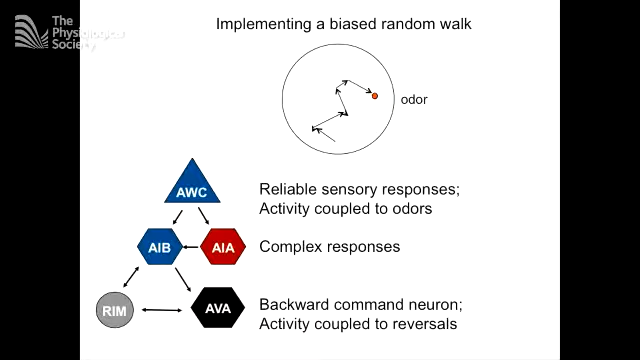 The
Physiological
Society
Implementing a biased random walk
odor
AWC
Reliable sensory responses;
Activity coupled to odors
AIB
AIA
Complex responses
RIM
AVA
Backward command neuron;
Activity coupled to reversals